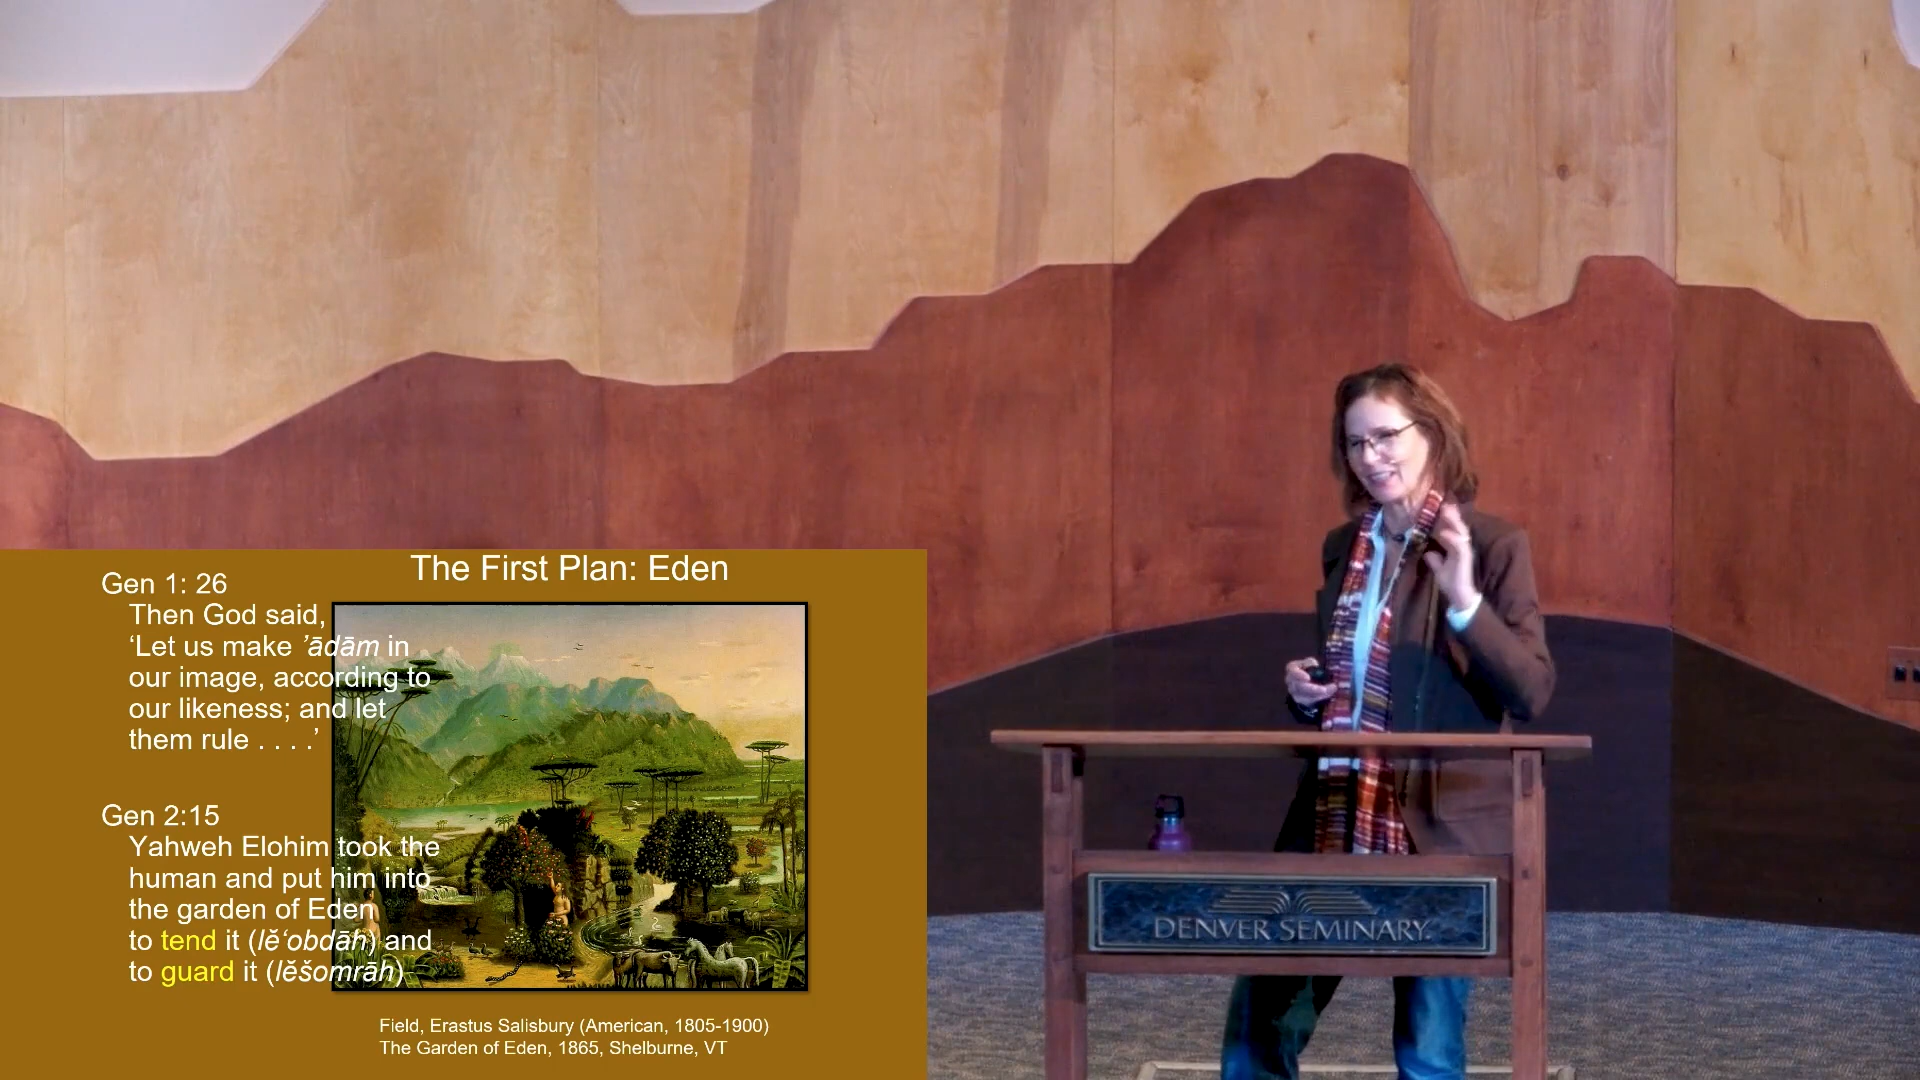 The First Plan: Eden
Gen 1: 26
Then God said,
‘Let us make ’ādām in
our image, according to
our likeness; and let
them rule . . . .’
Gen 2:15
Yahweh Elohim took the
human and put him into
the garden of Eden
to tend it (lĕ‘obdāh) and
to guard it (lĕšomrāh)
Field, Erastus Salisbury (American, 1805-1900)
The Garden of Eden, 1865, Shelburne, VT
DENVER SEMINARY.